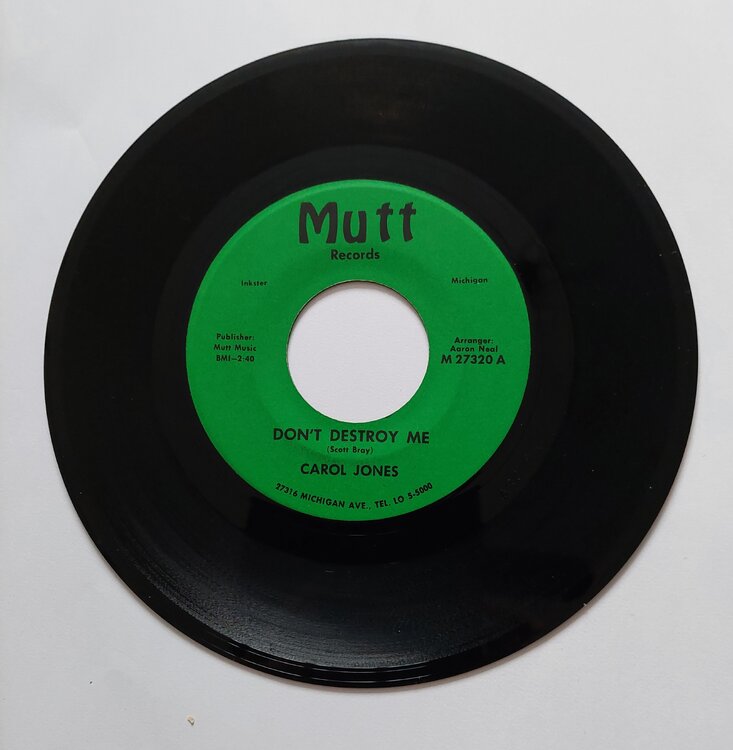 Mutt
Records
Inkster
Michigan
Publisher:
Mutt Music
BMI-2:40
Arranger:
Aaron Neal
M 27320 A
DON'T DESTROY ME
(Scott Bray)
CAROL JONES
27316 MICHIGAN AVE., TEL. LO 5-5000